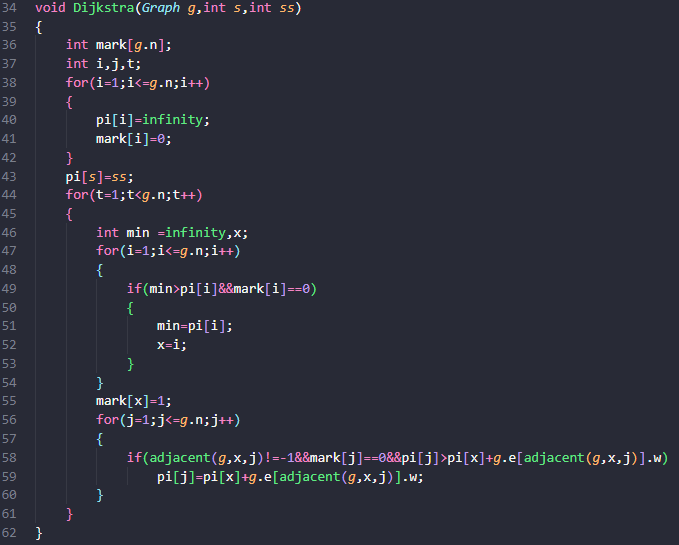 34 void Dijkstra(Graph g,int s,int ss)
35 {
36     int mark[g.n];
37     int i,j,t;
38     for(i=1;i<=g.n;i++)
39     {
40         pi[i]=infinity;
41         mark[i]=0;
42     }
43     pi[s]=ss;
44     for(t=1;t<g.n;t++)
45     {
46         int min =infinity,x;
47         for(i=1;i<=g.n;i++)
48         {
49             if(min>pi[i]&&mark[i]==0)
50             {
51                 min=pi[i];
52                 x=i;
53             }
54         }
55         mark[x]=1;
56         for(j=1;j<=g.n;j++)
57         {
58             if(adjacent(g,x,j)!=-1&&mark[j]==0&&pi[j]>pi[x]+g.e[adjacent(g,x,j)].w)
59                 pi[j]=pi[x]+g.e[adjacent(g,x,j)].w;
60         }
61     }
62 }